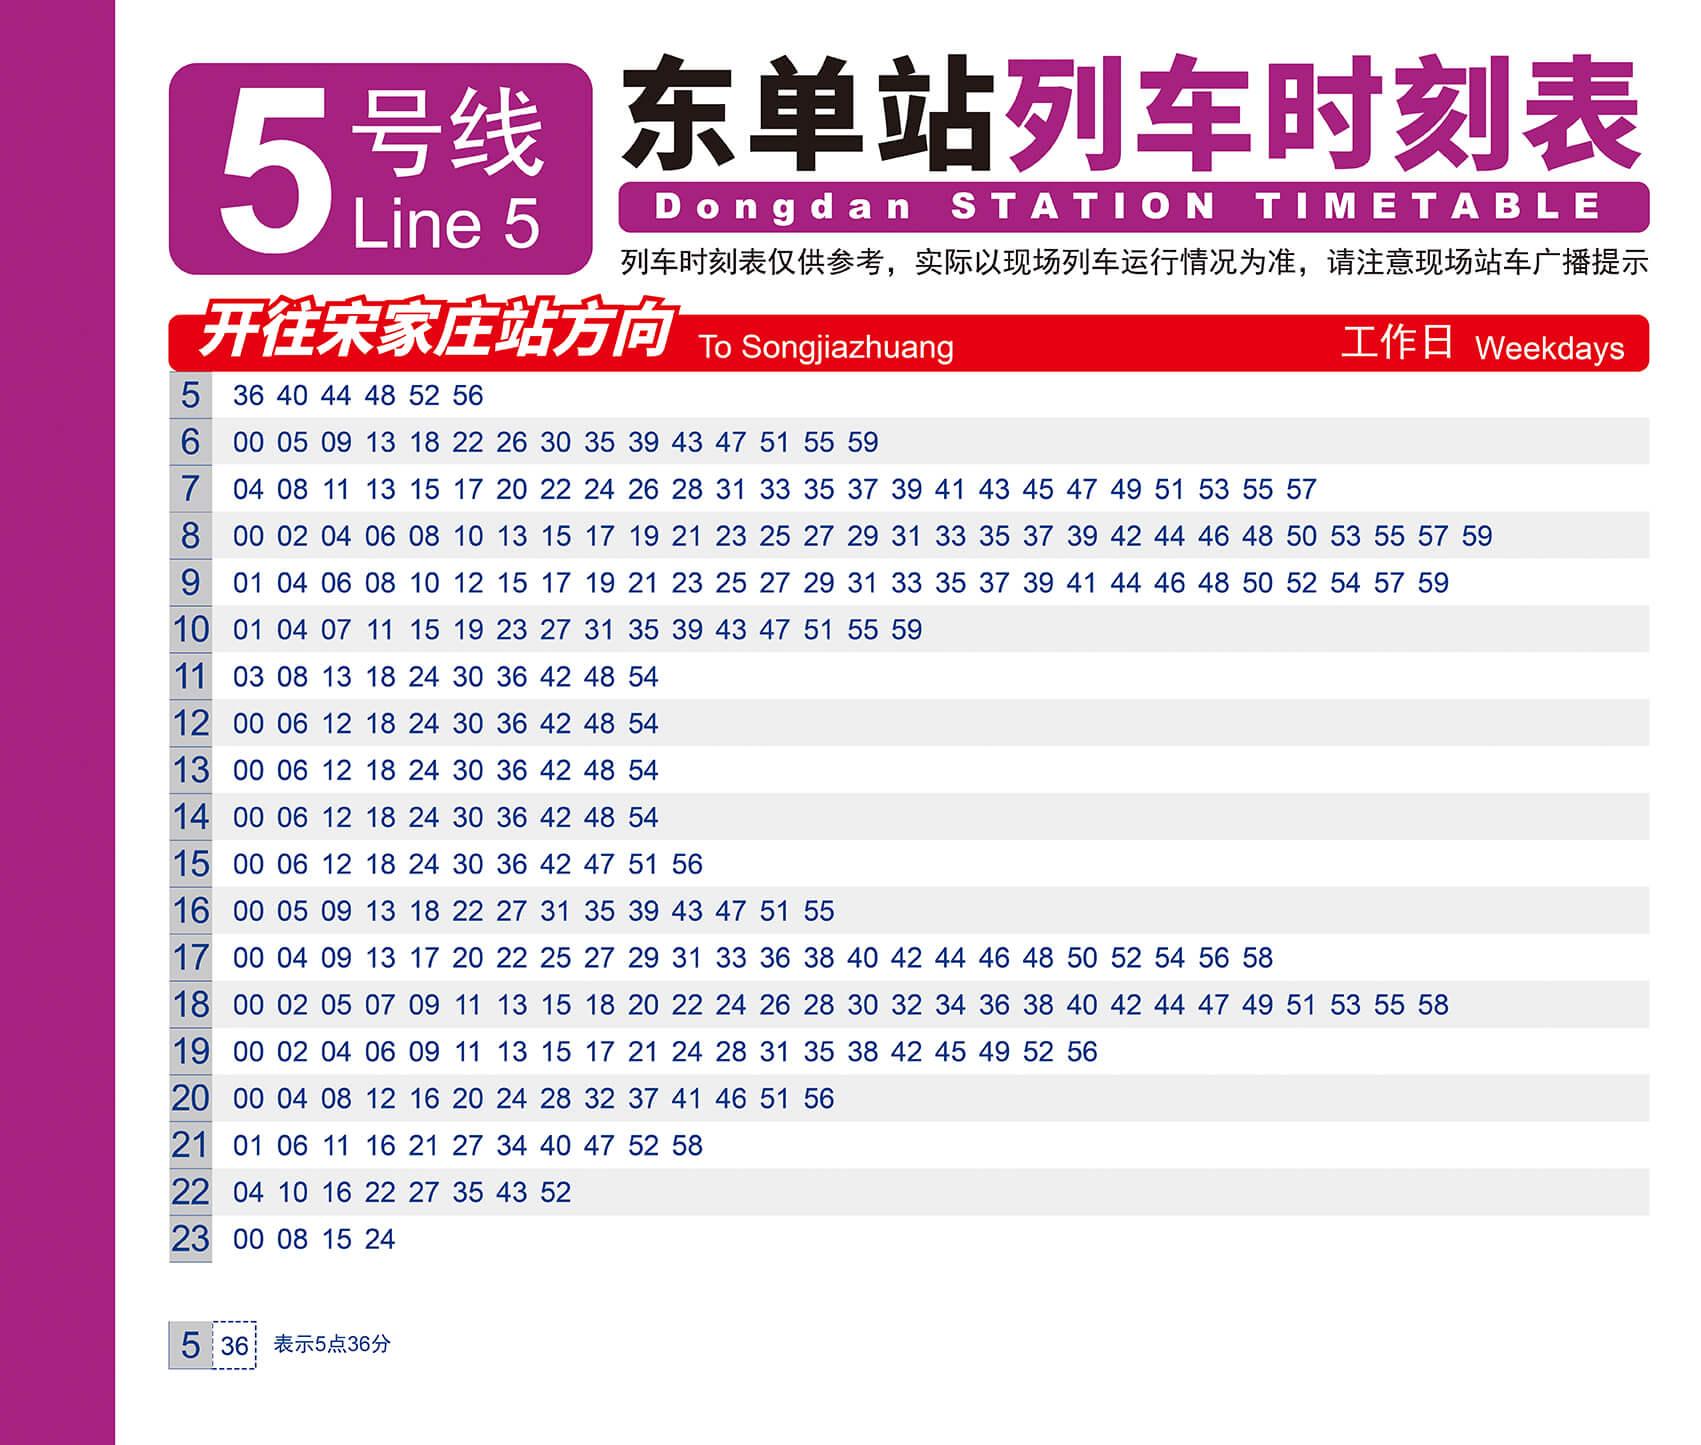 5号线
Line 5
东单站列车时刻表
Dongdan STATION TIMETABLE
列车时刻表仅供参考，实际以现场列车运行情况为准，请注意现场站车广播提示
开往宋家庄站方向 To Songjiazhuang 工作日 Weekdays
5 36 40 44 48 52 56
6 00 05 09 13 18 22 26 30 35 39 43 47 51 55 59
7 04 08 11 13 15 17 20 22 24 26 28 31 33 35 37 39 41 43 45 47 49 51 53 55 57
8 00 02 04 06 08 10 13 15 17 19 21 23 25 27 29 31 33 35 37 39 42 44 46 48 50 53 55 57 59
9 01 04 06 08 10 12 15 17 19 21 23 25 27 29 31 33 35 37 39 41 44 46 48 50 52 54 57 59
10 01 04 07 11 15 19 23 27 31 35 39 43 47 51 55 59
11 03 08 13 18 24 30 36 42 48 54
12 00 06 12 18 24 30 36 42 48 54
13 00 06 12 18 24 30 36 42 48 54
14 00 06 12 18 24 30 36 42 48 54
15 00 06 12 18 24 30 36 42 47 51 56
16 00 05 09 13 18 22 27 31 35 39 43 47 51 55
17 00 04 09 13 17 20 22 25 27 29 31 33 36 38 40 42 44 46 48 50 52 54 56 58
18 00 02 05 07 09 11 13 15 18 20 22 24 26 28 30 32 34 36 38 40 42 44 47 49 51 53 55 58
19 00 02 04 06 09 11 13 15 17 21 24 28 31 35 38 42 45 49 52 56
20 00 04 08 12 16 20 24 28 32 37 41 46 51 56
21 01 06 11 16 21 27 34 40 47 52 58
22 04 10 16 22 27 35 43 52
23 00 08 15 24
5 36 表示5点36分